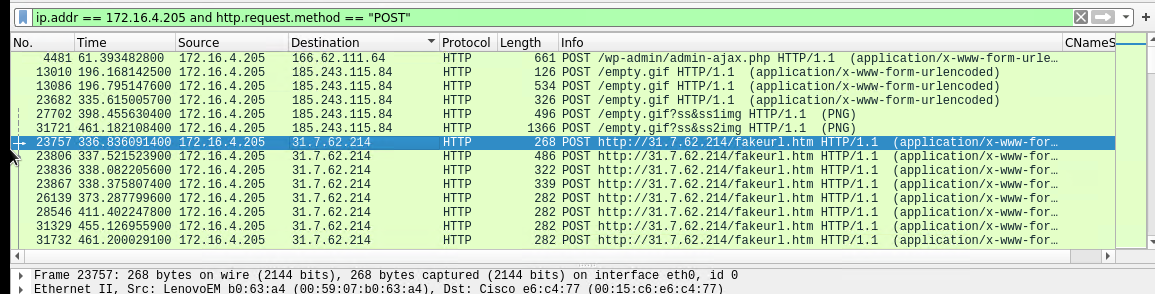 ip.addr == 172.16.4.205 and http.request.method == "POST"
No. Time Source Destination Protocol Length Info CNameS
4481 61.393482800 172.16.4.205 166.62.111.64 HTTP 661 POST /wp-admin/admin-ajax.php HTTP/1.1 (application/x-www-form-urle…
13010 196.168142500 172.16.4.205 185.243.115.84 HTTP 126 POST /empty.gif HTTP/1.1 (application/x-www-form-urlencoded)
13086 196.795147600 172.16.4.205 185.243.115.84 HTTP 534 POST /empty.gif HTTP/1.1 (application/x-www-form-urlencoded)
23682 335.615005700 172.16.4.205 185.243.115.84 HTTP 326 POST /empty.gif HTTP/1.1 (application/x-www-form-urlencoded)
27702 398.455630400 172.16.4.205 185.243.115.84 HTTP 496 POST /empty.gif?ss&ss1img HTTP/1.1 (PNG)
31721 461.182108400 172.16.4.205 185.243.115.84 HTTP 1366 POST /empty.gif?ss&ss2img HTTP/1.1 (PNG)
23757 336.836091400 172.16.4.205 31.7.62.214 HTTP 268 POST http://31.7.62.214/fakeurl.htm HTTP/1.1 (application/x-www-for…
23806 337.521523900 172.16.4.205 31.7.62.214 HTTP 486 POST http://31.7.62.214/fakeurl.htm HTTP/1.1 (application/x-www-for…
23836 338.082205600 172.16.4.205 31.7.62.214 HTTP 322 POST http://31.7.62.214/fakeurl.htm HTTP/1.1 (application/x-www-for…
23867 338.375807400 172.16.4.205 31.7.62.214 HTTP 339 POST http://31.7.62.214/fakeurl.htm HTTP/1.1 (application/x-www-for…
26139 373.287799600 172.16.4.205 31.7.62.214 HTTP 282 POST http://31.7.62.214/fakeurl.htm HTTP/1.1 (application/x-www-for…
28546 411.402247800 172.16.4.205 31.7.62.214 HTTP 282 POST http://31.7.62.214/fakeurl.htm HTTP/1.1 (application/x-www-for…
31329 455.126955900 172.16.4.205 31.7.62.214 HTTP 282 POST http://31.7.62.214/fakeurl.htm HTTP/1.1 (application/x-www-for…
31732 461.200029100 172.16.4.205 31.7.62.214 HTTP 282 POST http://31.7.62.214/fakeurl.htm HTTP/1.1 (application/x-www-for…
Frame 23757: 268 bytes on wire (2144 bits), 268 bytes captured (2144 bits) on interface eth0, id 0
Ethernet II, Src: LenovoEM b0:63:a4 (00:59:07:b0:63:a4), Dst: Cisco e6:c4:77 (00:15:c6:e6:c4:77)